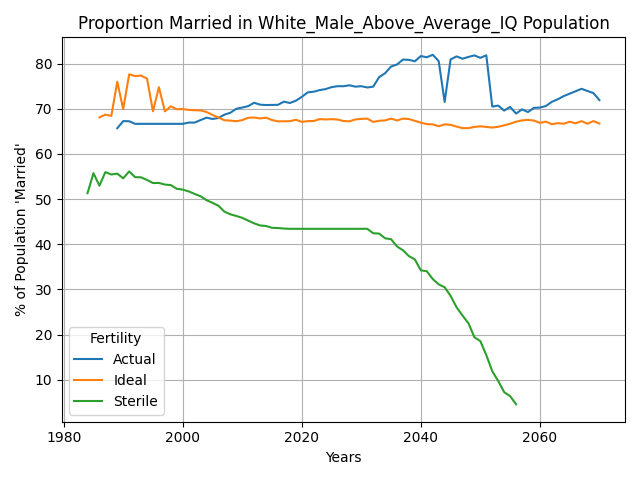 Proportion Married in White_Male_Above_Average_IQ Population
% of Population 'Married'
80
70
60
50
40
30
20
10
Fertility
Actual
Ideal
Sterile
1980
2000
2020
2040
2060
Years